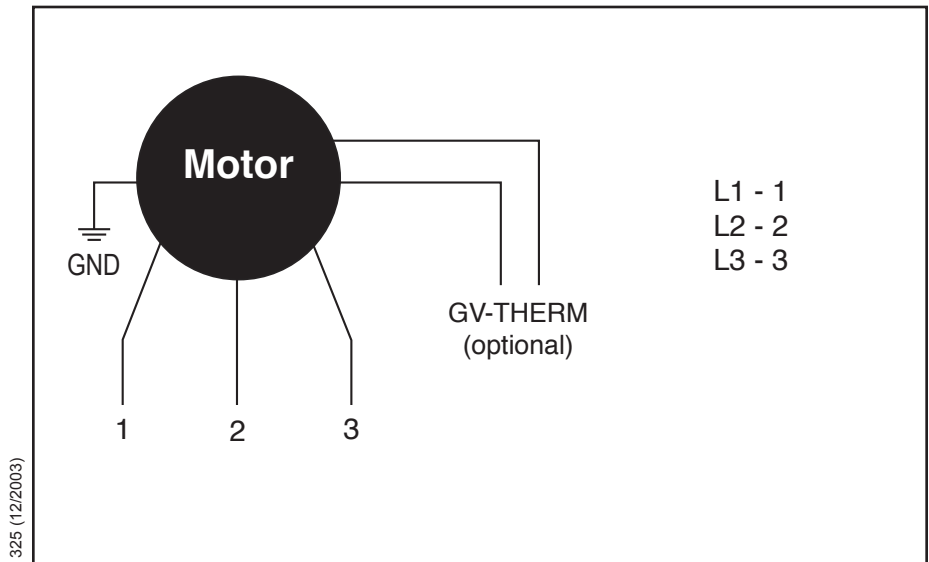 Motor
GND
1
2
3
GV-THERM
(optional)
L1 - 1
L2 - 2
L3 - 3
325 (12/2003)